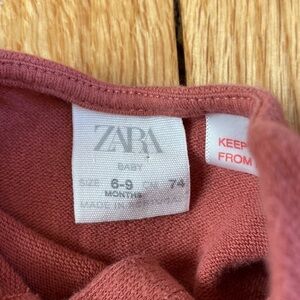 ZARA
BABY
SIZE 6-9 CM 74
MONTHS
MADE IN
KEEP
FROM